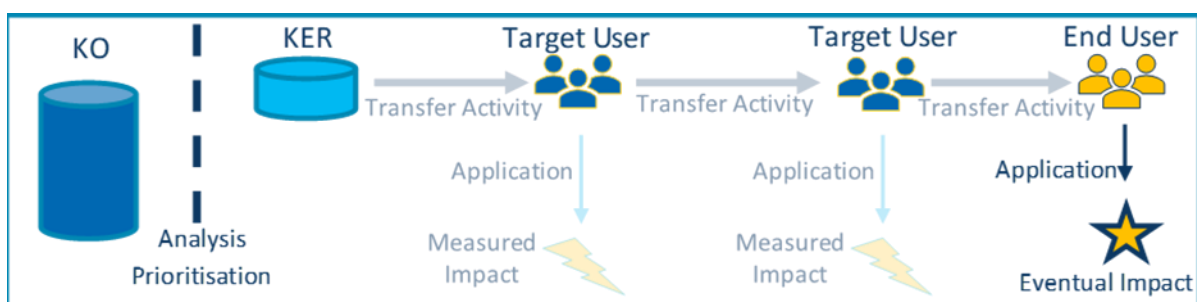 KO
KER
Target User
Target User
End User
Transfer Activity
Transfer Activity
Transfer Activity
Application
Application
Application
Analysis
Prioritisation
Measured
Impact
Measured
Impact
Eventual Impact